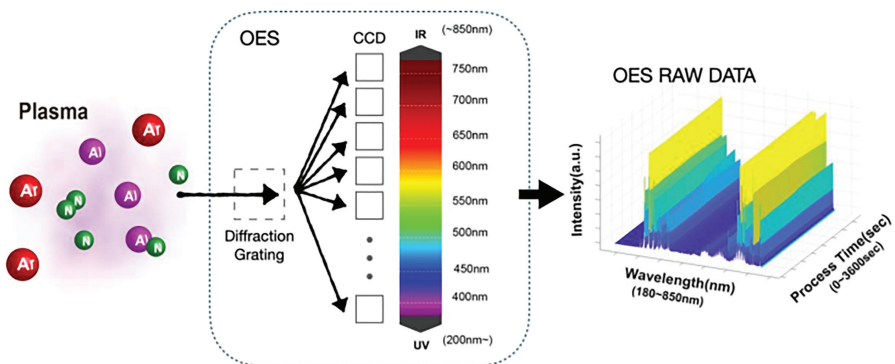 Plasma
Ar
Al
N
Ar
N
N
Al
N
Al
N
Ar
OES
Diffraction
Grating
CCD
IR
(~850nm)
750nm
700nm
650nm
600nm
550nm
500nm
450nm
400nm
UV
(200nm~)
OES RAW DATA
Intensity(a.u.)
Wavelength(nm)
(180~850nm)
Process Time(sec)
(0~3600sec)